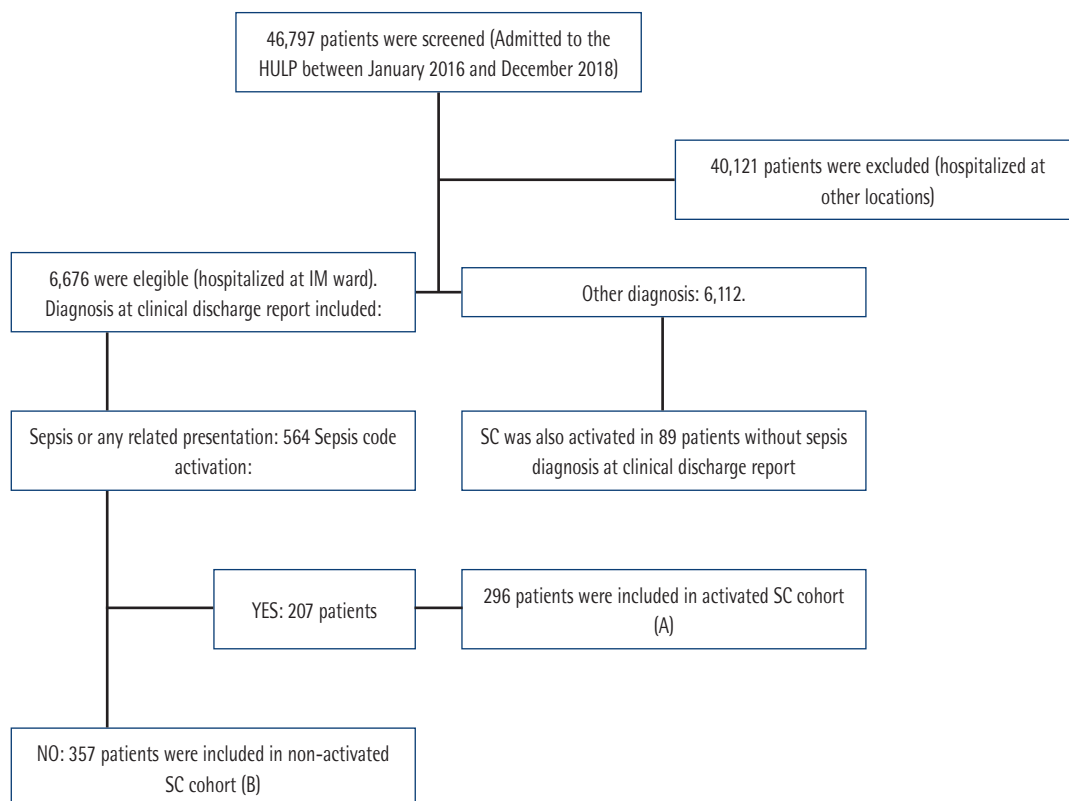 46,797 patients were screened (Admitted to the
HULP between January 2016 and December 2018)
40,121 patients were excluded (hospitalized at
other locations)
6,676 were elegible (hospitalized at IM ward).
Diagnosis at clinical discharge report included:
Other diagnosis: 6,112.
Sepsis or any related presentation: 564 Sepsis code
activation:
SC was also activated in 89 patients without sepsis
diagnosis at clinical discharge report
YES: 207 patients
296 patients were included in activated SC cohort
(A)
NO: 357 patients were included in non-activated
SC cohort (B)